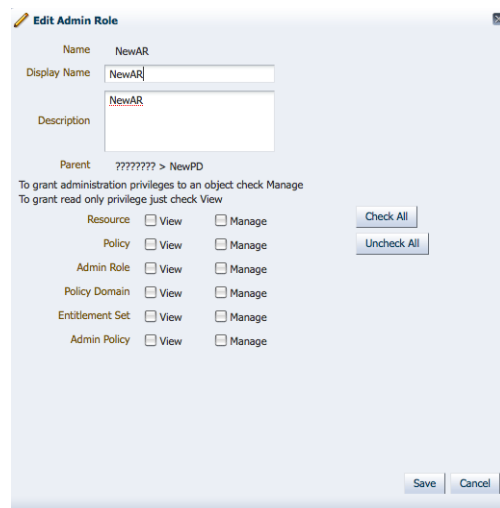 Edit Admin Role
Name NewAR
Display Name NewAR
Description NewAR
Parent ???????? > NewPD
To grant administration privileges to an object check Manage
To grant read only privilege just check View
Resource View Manage Check All
Policy View Manage Uncheck All
Admin Role View Manage
Policy Domain View Manage
Entitlement Set View Manage
Admin Policy View Manage
Save Cancel